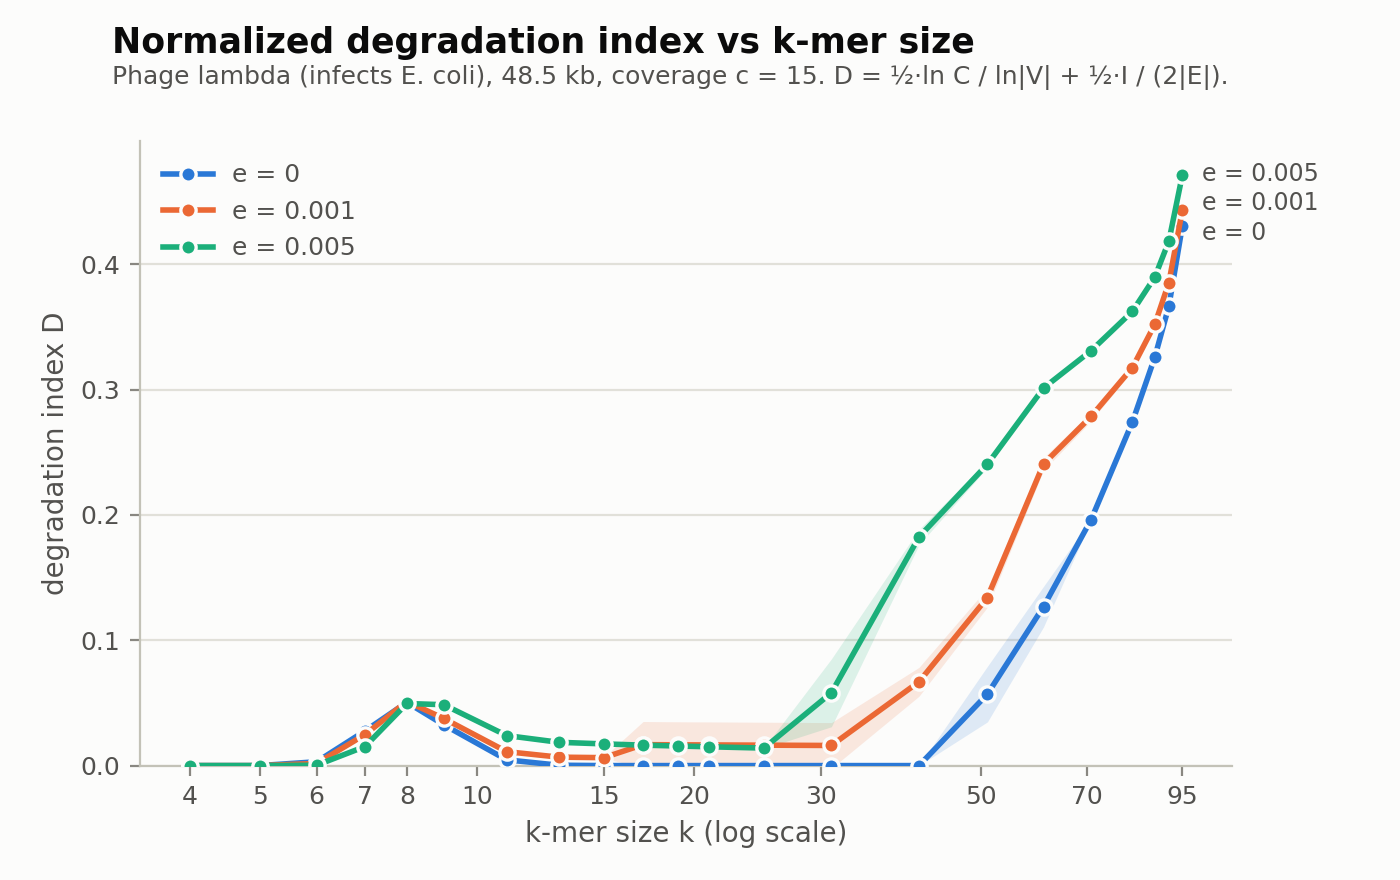 Normalized degradation index vs k-mer size
Phage lambda (infects E. coli), 48.5 kb, coverage c = 15. D = ½·ln C / ln|V| + ½·I / (2|E|).
e = 0
e = 0.001
e = 0.005
e = 0.005
e = 0.001
e = 0
degradation index D
0.4
0.3
0.2
0.1
0.0
4 5 6 7 8 10 15 20 30 50 70 95
k-mer size k (log scale)